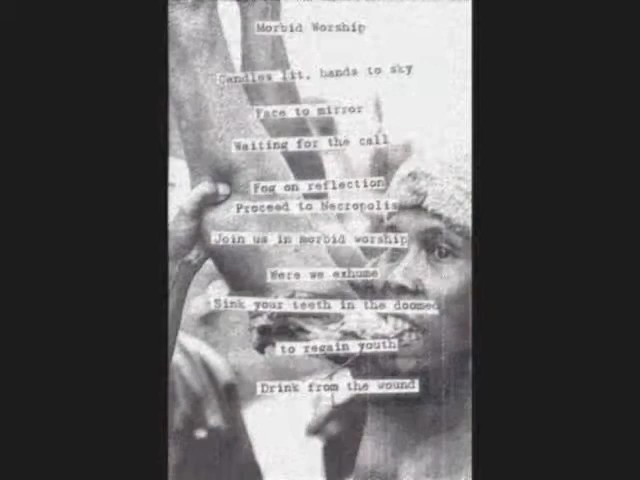 Morbid Worship
Candles lit, hands to sky
Face to mirror
Waiting for the call
Fog on reflection
Proceed to Necropolis
Join us in morbid worship
Here we exhume
Sink your teeth in the doomed
to regain youth
Drink from the wound